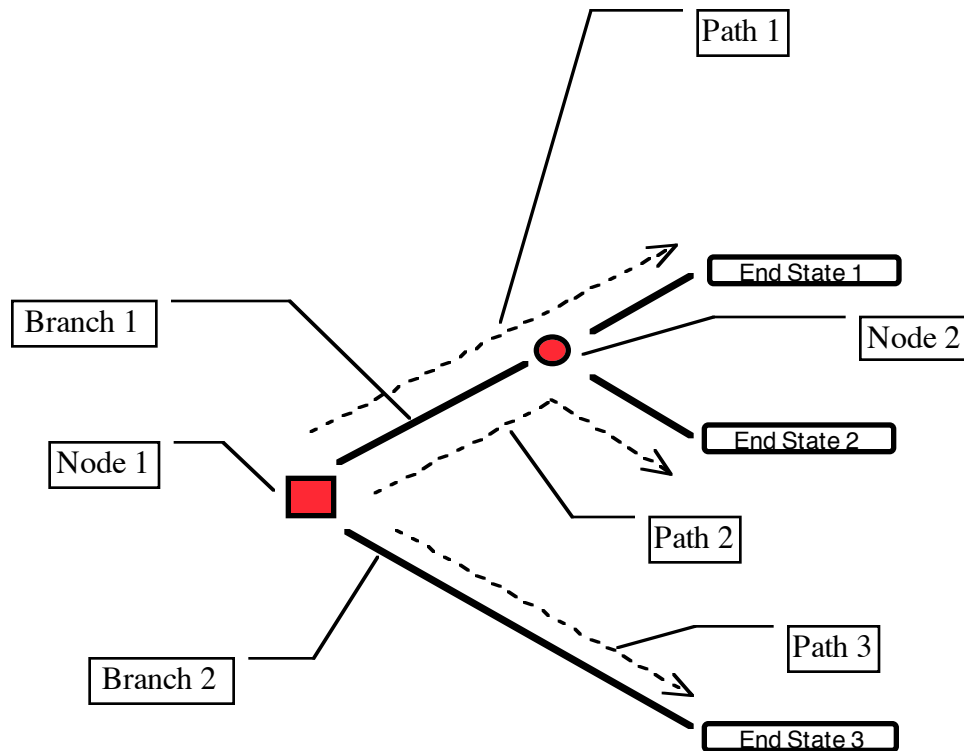 Path 1
End State 1
Branch 1
Node 2
End State 2
Node 1
Path 2
Path 3
Branch 2
End State 3